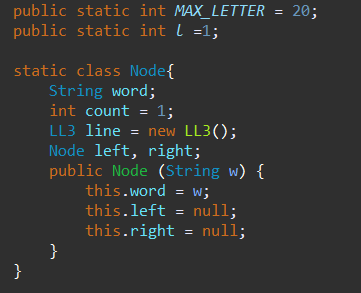 public static int MAX_LETTER = 20;
public static int l =1;
static class Node{
String word;
int count = 1;
LL3 line = new LL3();
Node left, right;
public Node (String w) {
this.word = w;
this.left = null;
this.right = null;
}
}